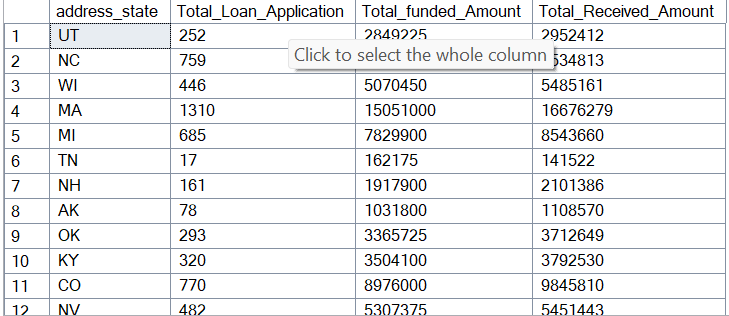 address_state Total_Loan_Application Total_funded_Amount Total_Received_Amount
1 UT 252 2849225 2952412
Click to select the whole column
2 NC 759 534813
3 WI 446 5070450 5485161
4 MA 1310 15051000 16676279
5 MI 685 7829900 8543660
6 TN 17 162175 141522
7 NH 161 1917900 2101386
8 AK 78 1031800 1108570
9 OK 293 3365725 3712649
10 KY 320 3504100 3792530
11 CO 770 8976000 9845810
12 NV 482 5307375 5451443